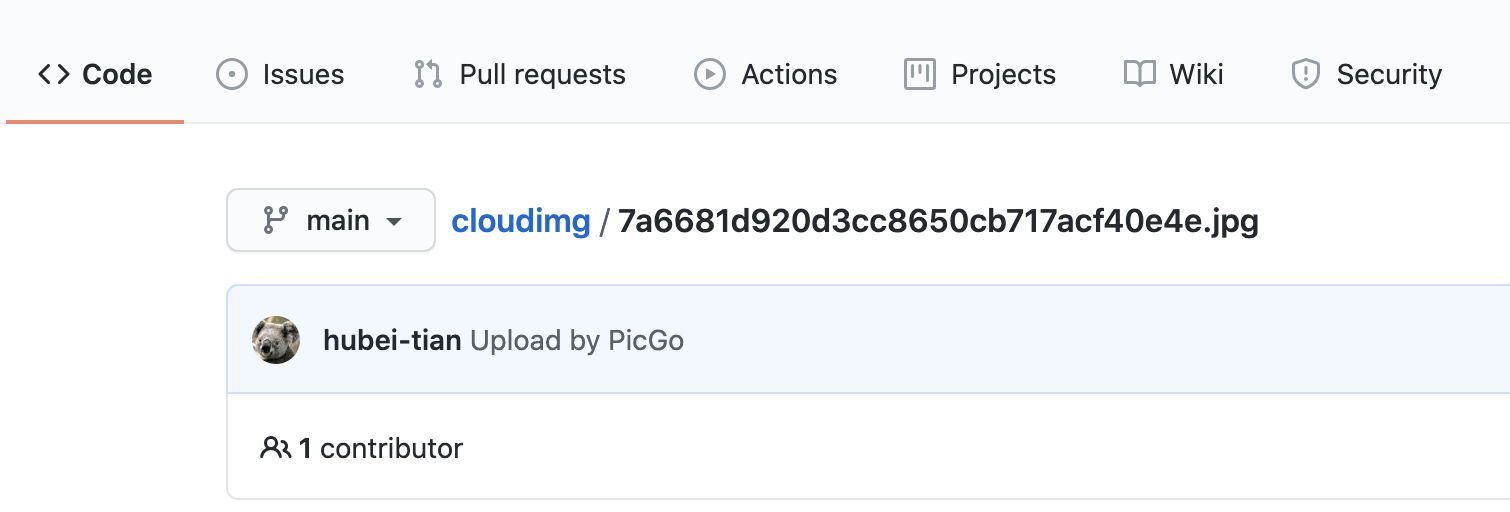 Code Issues Pull requests Actions Projects Wiki Security
main cloudimg / 7a6681d920d3cc8650cb717acf40e4e.jpg
hubei-tian Upload by PicGo
1 contributor